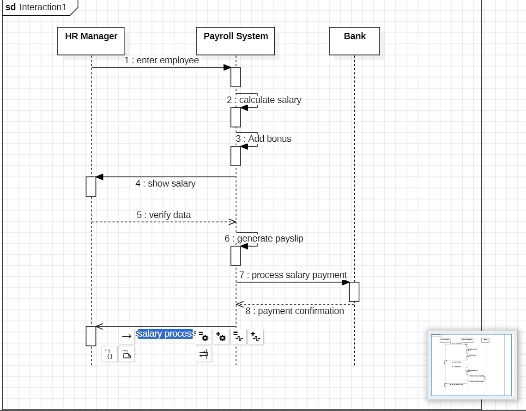 sd Interaction1
HR Manager
Payroll System
Bank
1 : enter employee
2 : calculate salary
3 : Add bonus
4 : show salary
5 : verify data
6 : generate payslip
7 : process salary payment
8 : payment confirmation
salary process